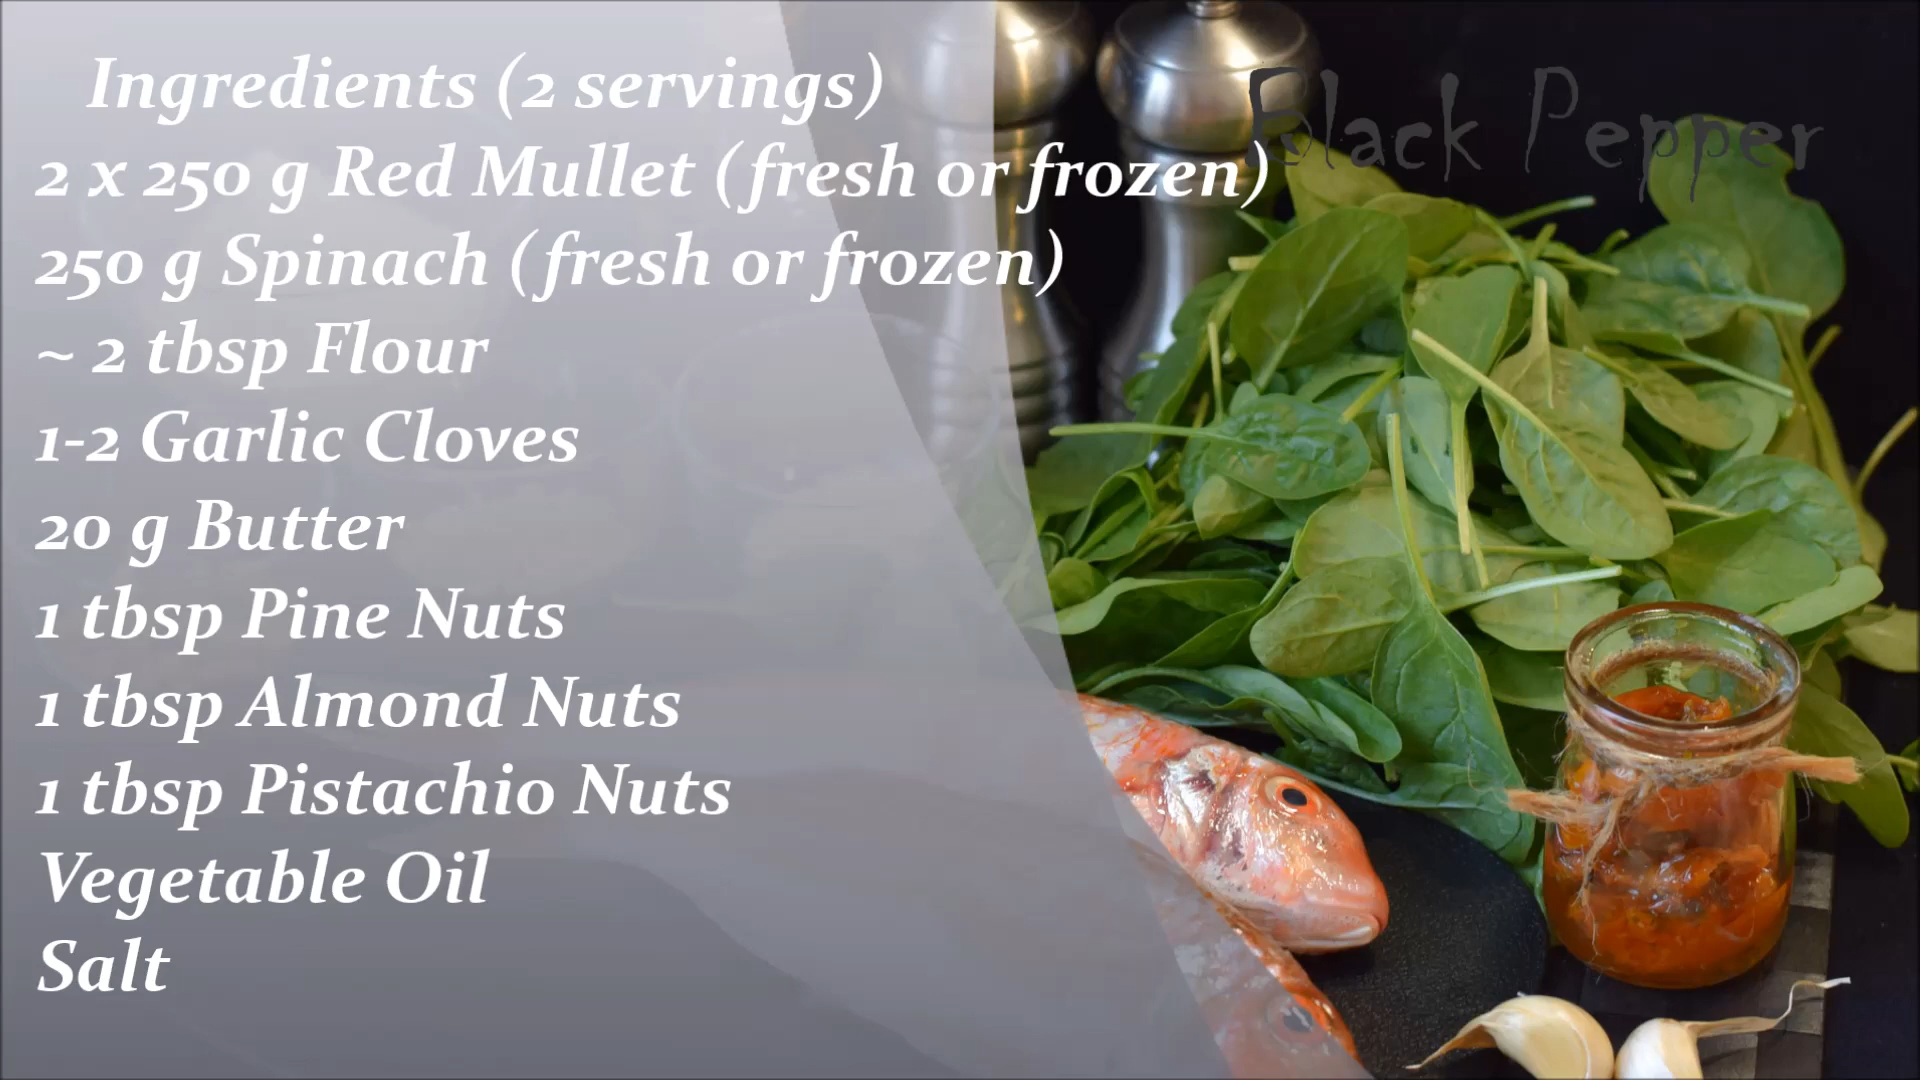 Ingredients (2 servings)
2 x 250 g Red Mullet (fresh or frozen)
250 g Spinach (fresh or frozen)
~ 2 tbsp Flour
1-2 Garlic Cloves
20 g Butter
1 tbsp Pine Nuts
1 tbsp Almond Nuts
1 tbsp Pistachio Nuts
Vegetable Oil
Salt
Black Pepper